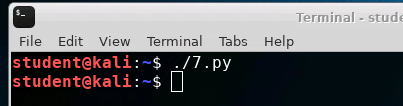 Terminal - stude
File Edit View Terminal Tabs Help
student@kali:~$ ./7.py
student@kali:~$